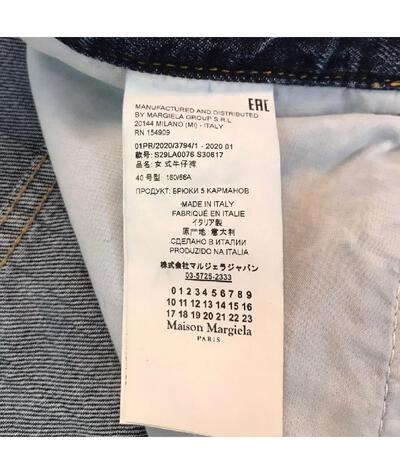 EAC
MANUFACTURED AND DISTRIBUTED
BY MARGIELA GROUP S.R.L.
20144 MILANO (MI) - ITALY
RN 154909
01PR/2020/3794/1 - 2020 01
款号: S29LA0076 S30617
品名: 女式牛仔裤
40 号型 160/66A
ПРОДУКТ: БРЮКИ 5 КАРМАНОВ
MADE IN ITALY
FABRIQUÉ EN ITALIE
イタリア製
原产地 意大利
СДЕЛАНО В ИТАЛИИ
PRODUZIDO NA ITALIA
株式会社マルジェラジャパン
03-5725-2333
0 1 2 3 4 5 6 7 8 9
10 11 12 13 14 15 16
17 18 19 20 21 22 23
Maison Margiela
PARIS